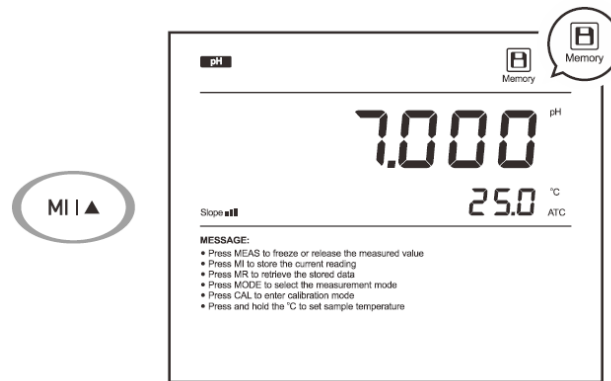 Memory
pH
Memory
7.000 pH
MI | ▲
25.0 °C
ATC
Slope
MESSAGE:
• Press MEAS to freeze or release the measured value
• Press MI to store the current reading
• Press MR to retrieve the stored data
• Press MODE to select the measurement mode
• Press CAL to enter calibration mode
• Press and hold the °C to set sample temperature